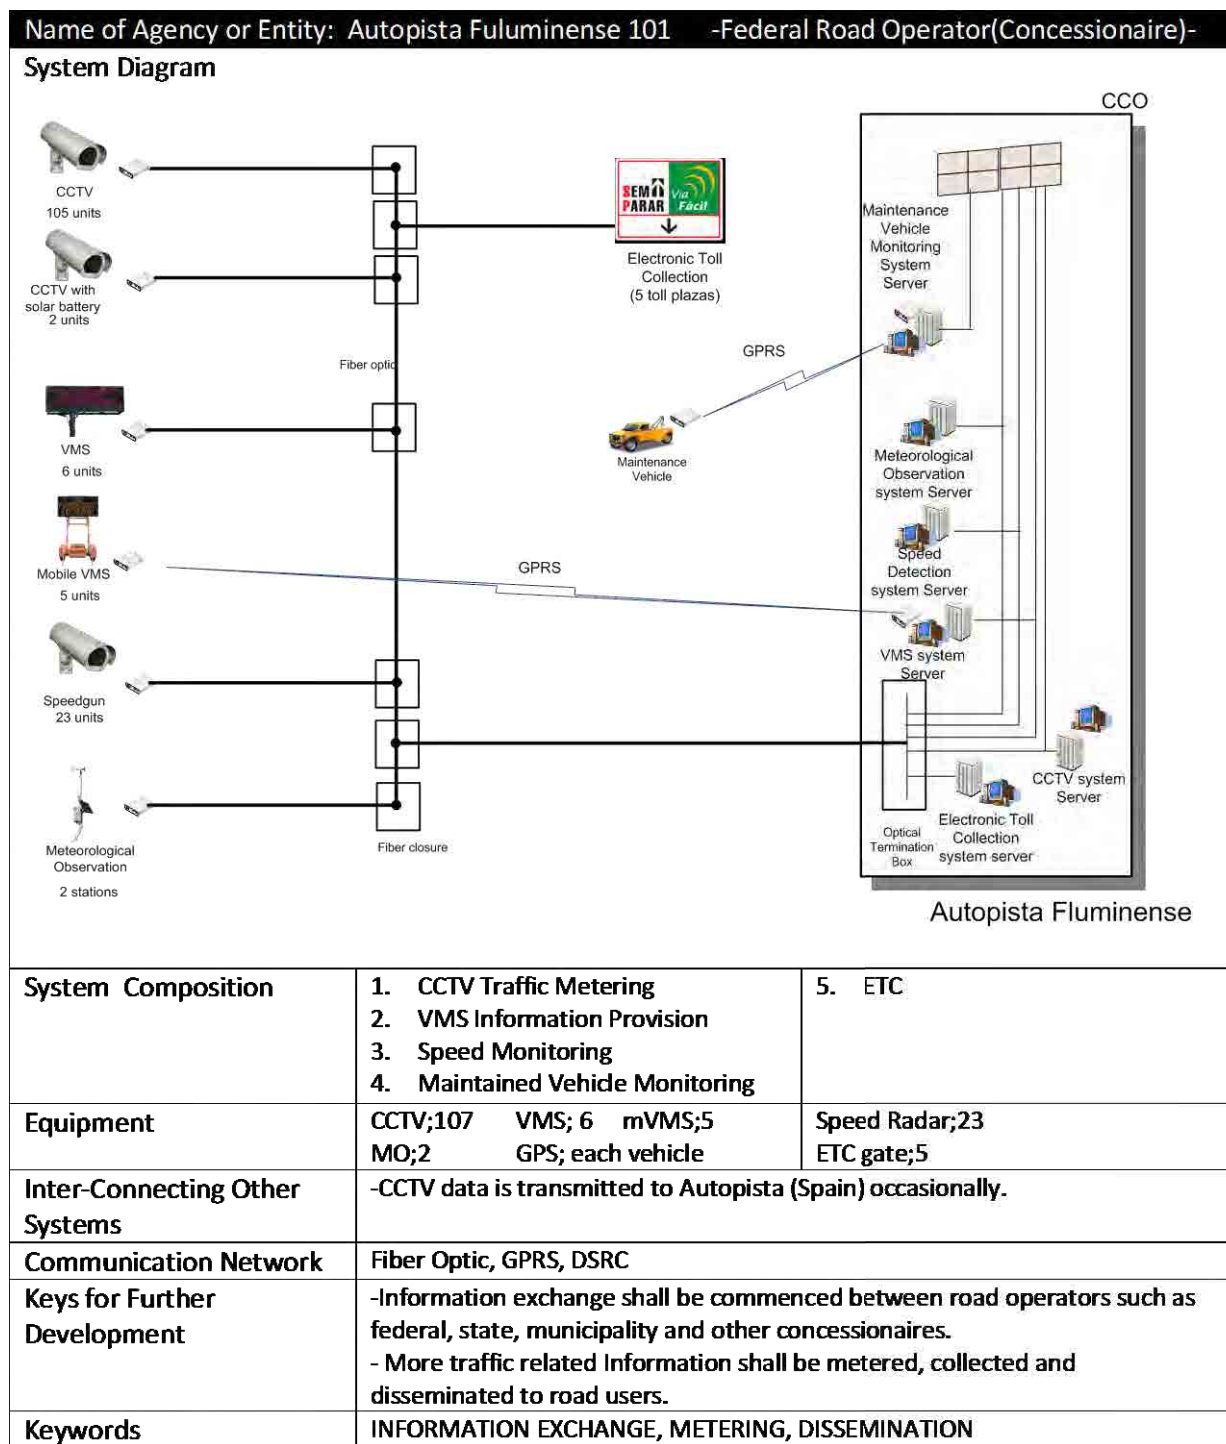 Name of Agency or Entity: Autopista Fuluminense 101 -Federal Road Operator(Concessionaire)-
System Diagram
CCO
CCTV
105 units
CCTV with
solar battery
2 units
SEM
PARAR
Via
Fácil
Electronic Toll
Collection
(5 toll plazas)
Maintenance
Vehicle
Monitoring
System
Server
Fiber optic
GPRS
VMS
6 units
Maintenance
Vehicle
Meteorological
Observation
system Server
Mobile VMS
5 units
GPRS
Speed
Detection
system Server
VMS system
Server
Speedgun
23 units
CCTV system
Server
Electronic Toll
Collection
system server
Optical
Termination
Box
Fiber closure
Meteorological
Observation
2 stations
Autopista Fluminense
System Composition
1. CCTV Traffic Metering
2. VMS Information Provision
3. Speed Monitoring
4. Maintained Vehicle Monitoring
5. ETC
Equipment
CCTV;107 VMS; 6 mVMS;5
MO;2 GPS; each vehicle
Speed Radar;23
ETC gate;5
Inter-Connecting Other
Systems
-CCTV data is transmitted to Autopista (Spain) occasionally.
Communication Network
Fiber Optic, GPRS, DSRC
Keys for Further
Development
-Information exchange shall be commenced between road operators such as
federal, state, municipality and other concessionaires.
- More traffic related Information shall be metered, collected and
disseminated to road users.
Keywords
INFORMATION EXCHANGE, METERING, DISSEMINATION